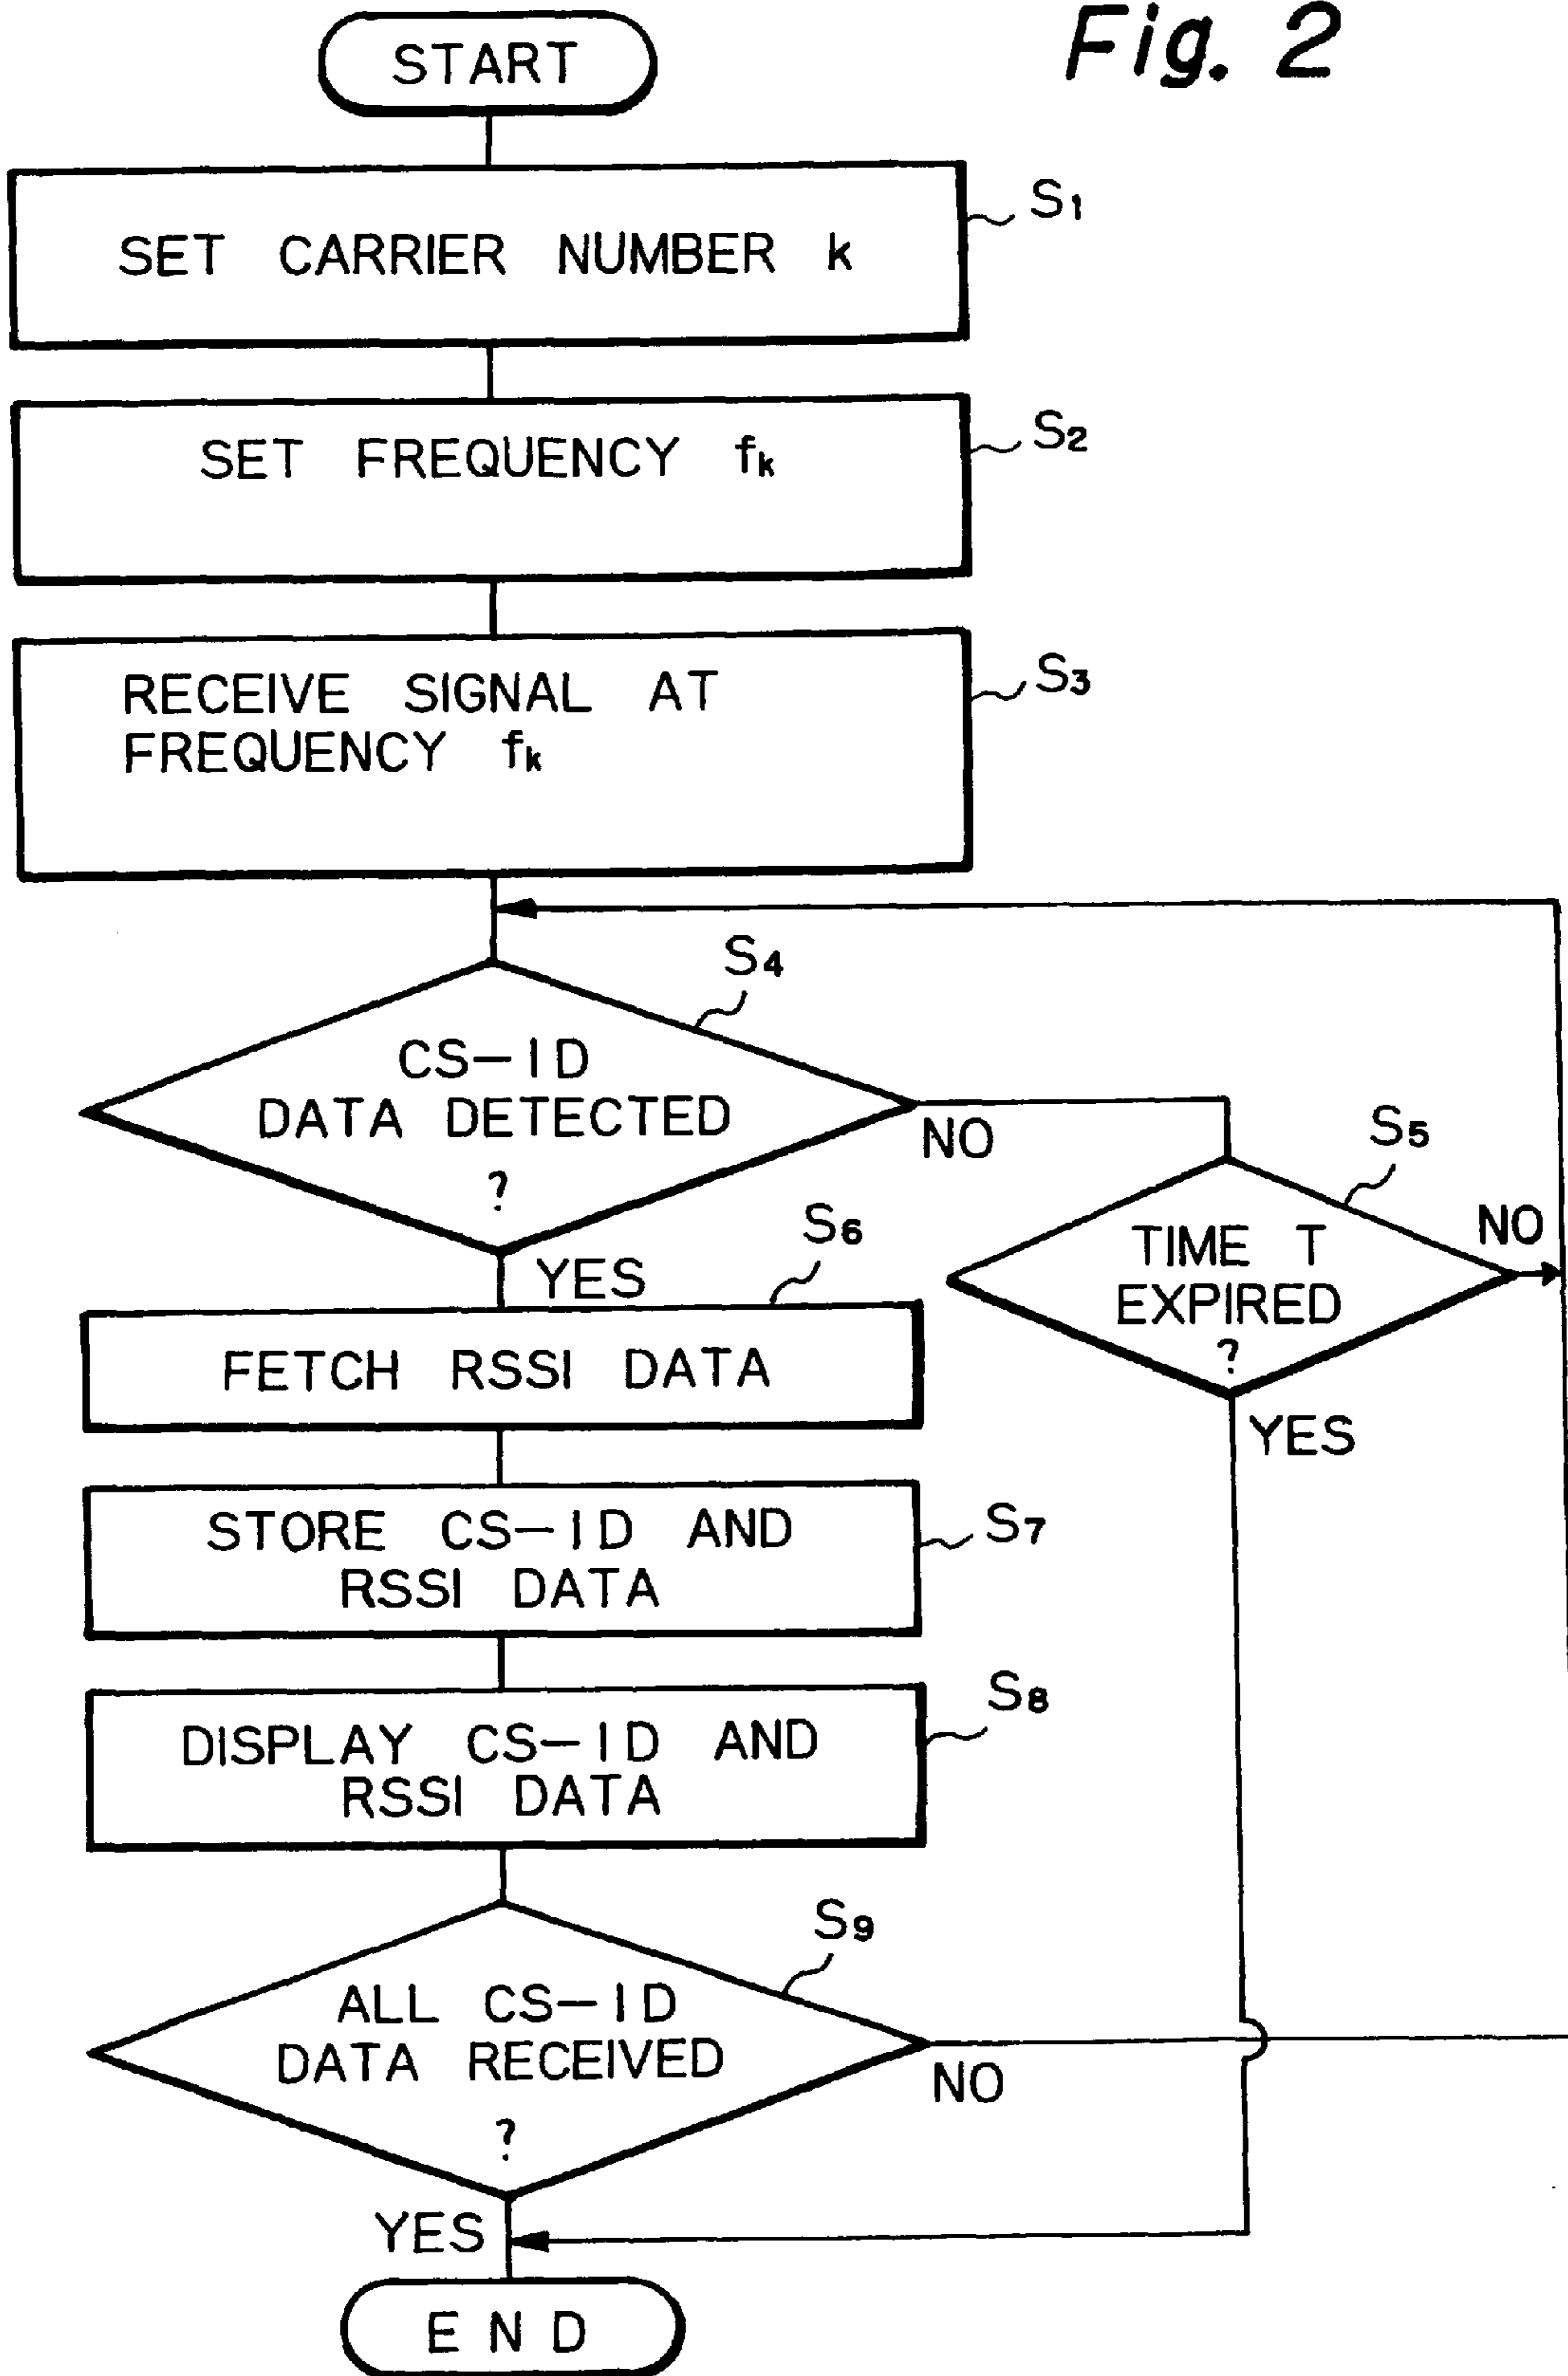 Fig. 2
START
SET CARRIER NUMBER k
S1
SET FREQUENCY fk
S2
RECEIVE SIGNAL AT
FREQUENCY fk
S3
CS-ID
DATA DETECTED
?
S4
NO
YES
TIME T
EXPIRED
?
S5
NO
YES
FETCH RSSI DATA
S6
STORE CS-ID AND
RSSI DATA
S7
DISPLAY CS-ID AND
RSSI DATA
S8
ALL CS-ID
DATA RECEIVED
?
S9
NO
YES
END